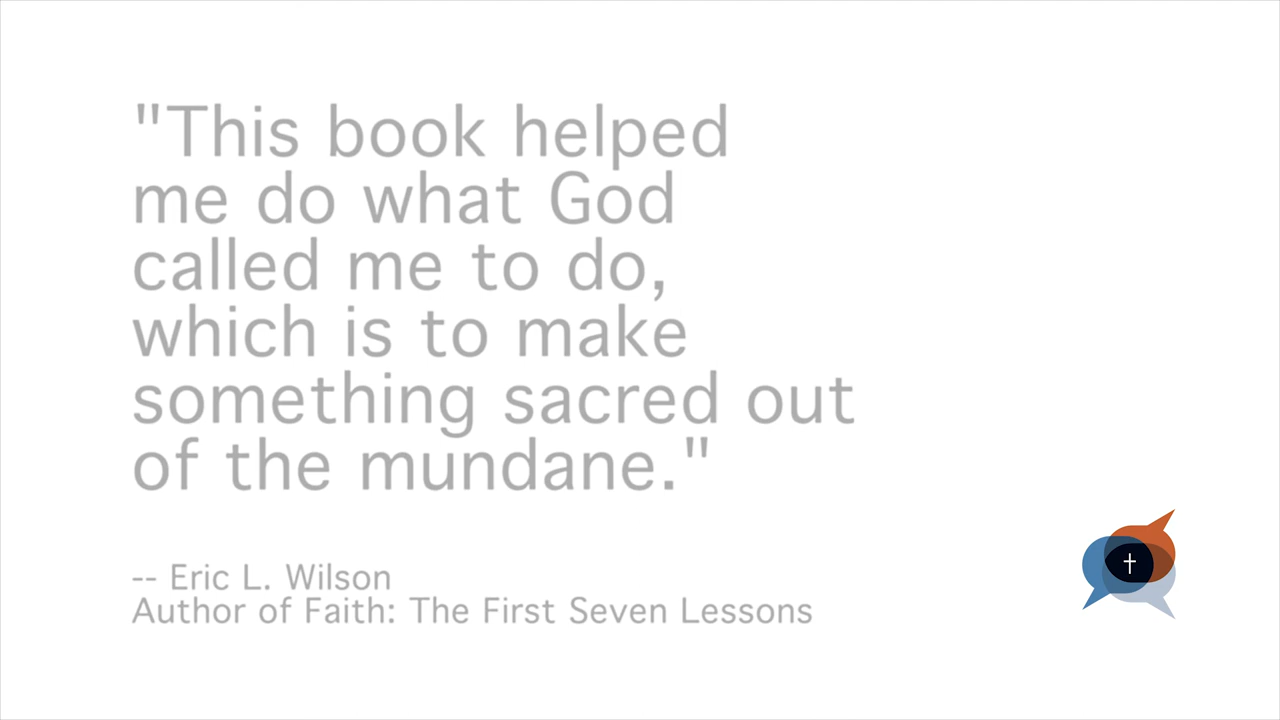 "This book helped
me do what God
called me to do,
which is to make
something sacred out
of the mundane."
-- Eric L. Wilson
Author of Faith: The First Seven Lessons